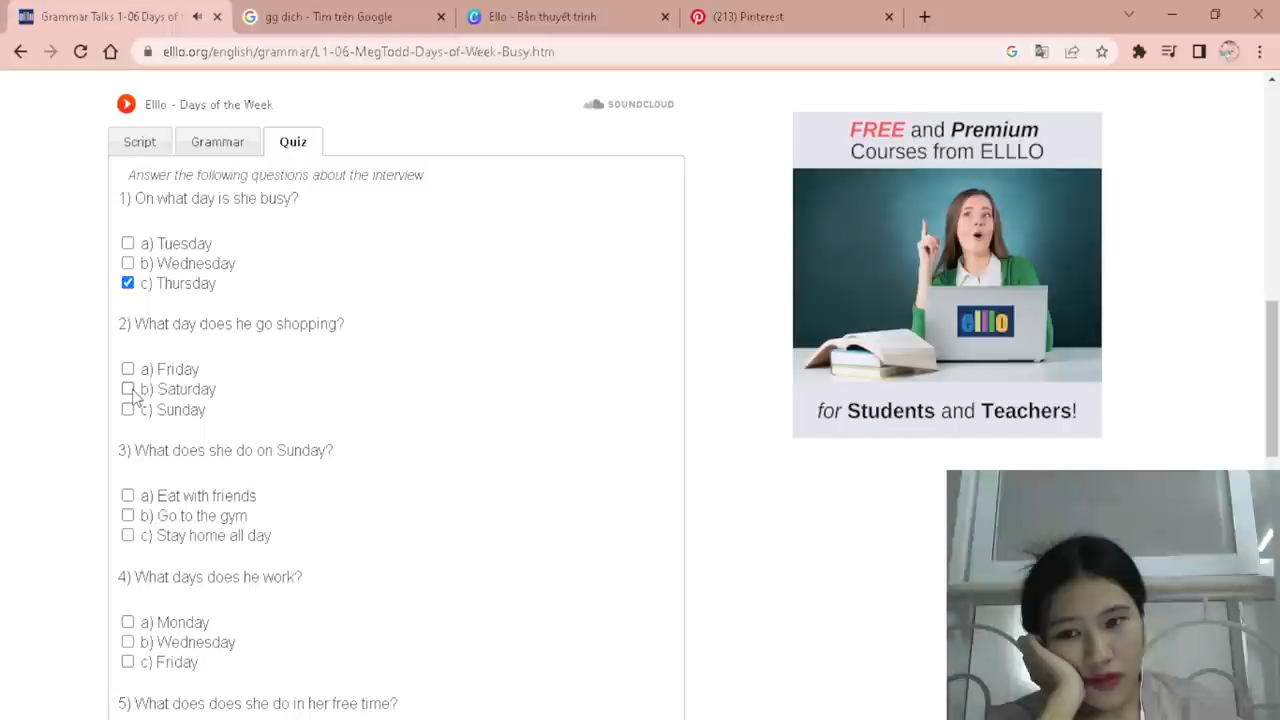 Grammar Talks 1-06 Days of
gg dich - Tìm trên Google
Ello - Bản thuyết trình
(213) Pinterest
elllo.org/english/grammar/L1-06-MegTodd-Days-of-Week-Busy.htm
Elllo - Days of the Week
SOUNDCLOUD
Script
Grammar
Quiz
Answer the following questions about the interview
1) On what day is she busy?
a) Tuesday
b) Wednesday
c) Thursday
2) What day does he go shopping?
a) Friday
b) Saturday
c) Sunday
3) What does she do on Sunday?
a) Eat with friends
b) Go to the gym
c) Stay home all day
4) What days does he work?
a) Monday
b) Wednesday
c) Friday
5) What does does she do in her free time?
FREE and Premium
Courses from ELLLO
elllo
for Students and Teachers!